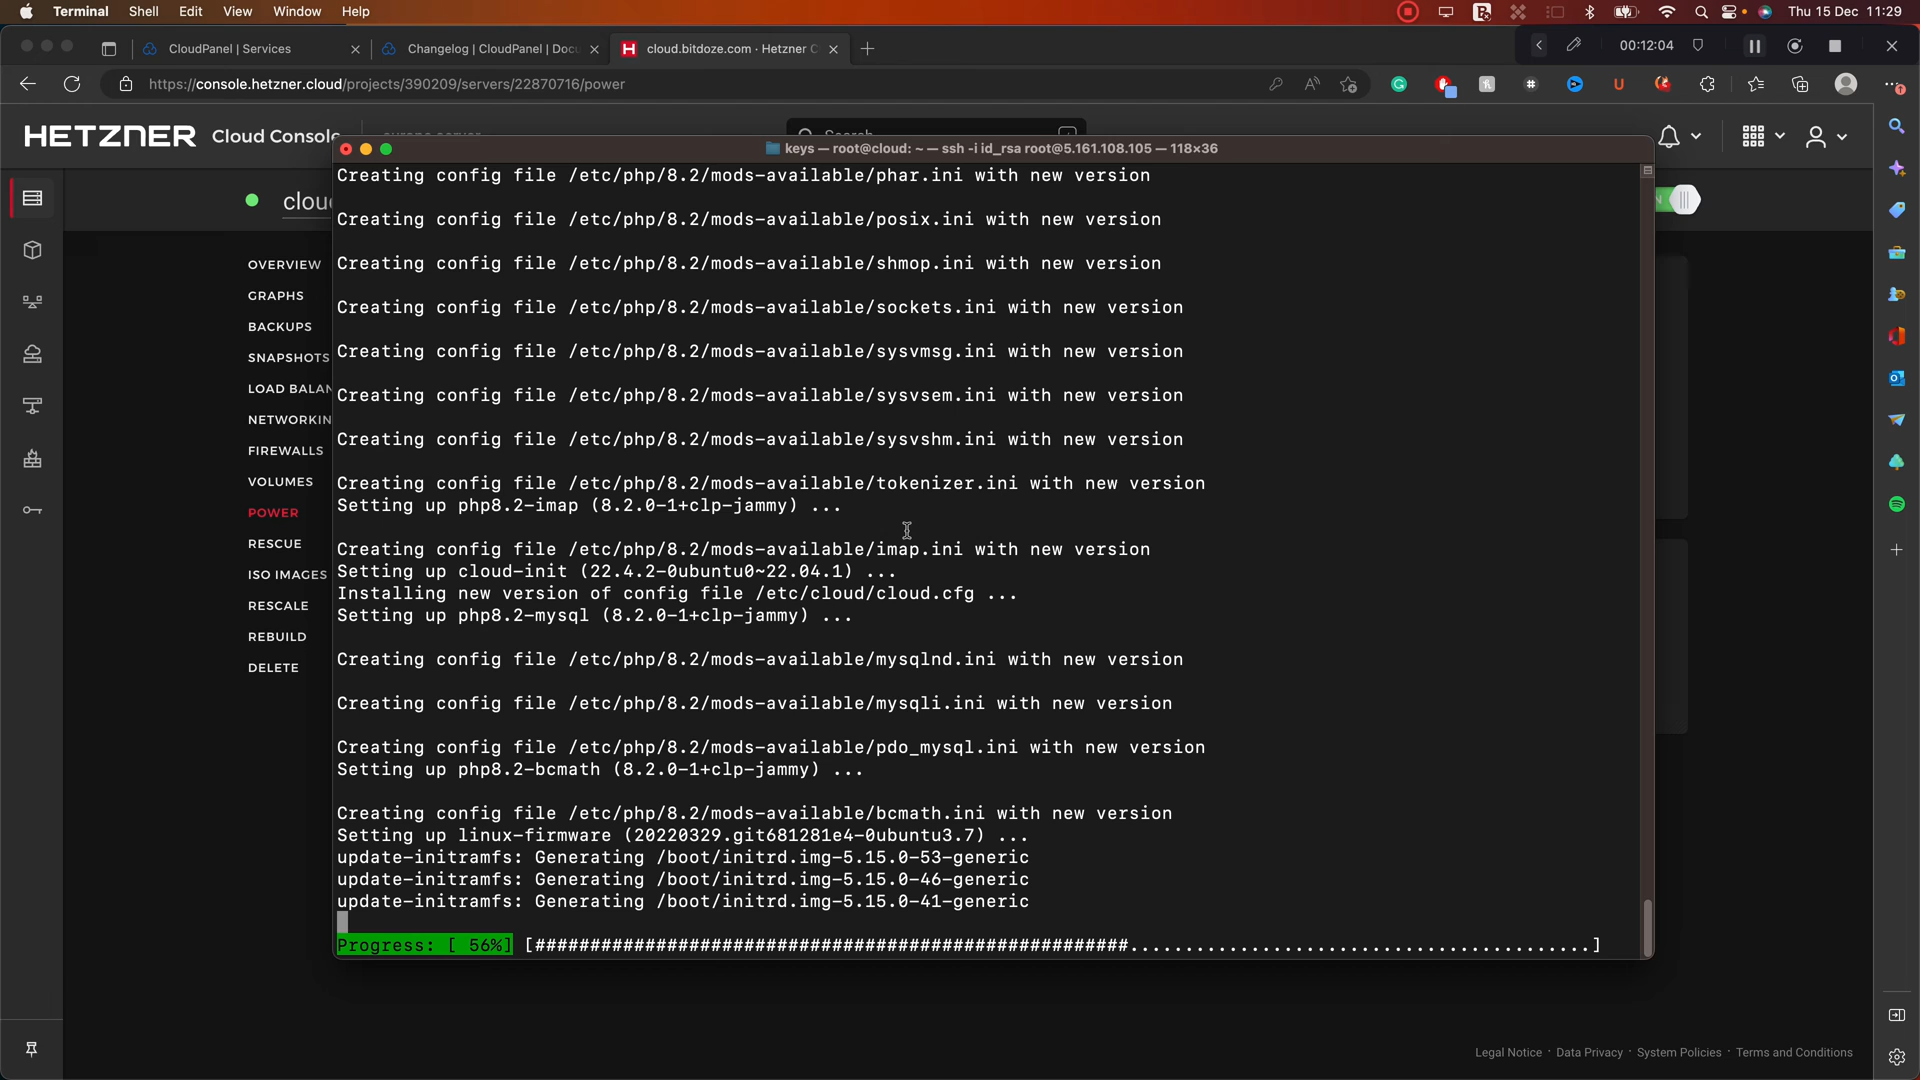 Terminal Shell Edit View Window Help Thu 15 Dec 11:29
CloudPanel | Services Changelog | CloudPanel | Docu cloud.bitdoze.com · Hetzner C 00:12:04
https://console.hetzner.cloud/projects/390209/servers/22870716/power
HETZNER Cloud Console
keys — root@cloud: ~ — ssh -i id_rsa root@5.161.108.105 — 118×36
clou
OVERVIEW
GRAPHS
BACKUPS
SNAPSHOTS
LOAD BALAN
NETWORKIN
FIREWALLS
VOLUMES
POWER
RESCUE
ISO IMAGES
RESCALE
REBUILD
DELETE
Creating config file /etc/php/8.2/mods-available/phar.ini with new version
Creating config file /etc/php/8.2/mods-available/posix.ini with new version
Creating config file /etc/php/8.2/mods-available/shmop.ini with new version
Creating config file /etc/php/8.2/mods-available/sockets.ini with new version
Creating config file /etc/php/8.2/mods-available/sysvmsg.ini with new version
Creating config file /etc/php/8.2/mods-available/sysvsem.ini with new version
Creating config file /etc/php/8.2/mods-available/sysvshm.ini with new version
Creating config file /etc/php/8.2/mods-available/tokenizer.ini with new version
Setting up php8.2-imap (8.2.0-1+clp-jammy) ...
Creating config file /etc/php/8.2/mods-available/imap.ini with new version
Setting up cloud-init (22.4.2-0ubuntu0~22.04.1) ...
Installing new version of config file /etc/cloud/cloud.cfg ...
Setting up php8.2-mysql (8.2.0-1+clp-jammy) ...
Creating config file /etc/php/8.2/mods-available/mysqlnd.ini with new version
Creating config file /etc/php/8.2/mods-available/mysqli.ini with new version
Creating config file /etc/php/8.2/mods-available/pdo_mysql.ini with new version
Setting up php8.2-bcmath (8.2.0-1+clp-jammy) ...
Creating config file /etc/php/8.2/mods-available/bcmath.ini with new version
Setting up linux-firmware (20220329.git681281e4-0ubuntu3.7) ...
update-initramfs: Generating /boot/initrd.img-5.15.0-53-generic
update-initramfs: Generating /boot/initrd.img-5.15.0-46-generic
update-initramfs: Generating /boot/initrd.img-5.15.0-41-generic
Progress: [ 56%] [######################################################..........................................]
Legal Notice · Data Privacy · System Policies · Terms and Conditions